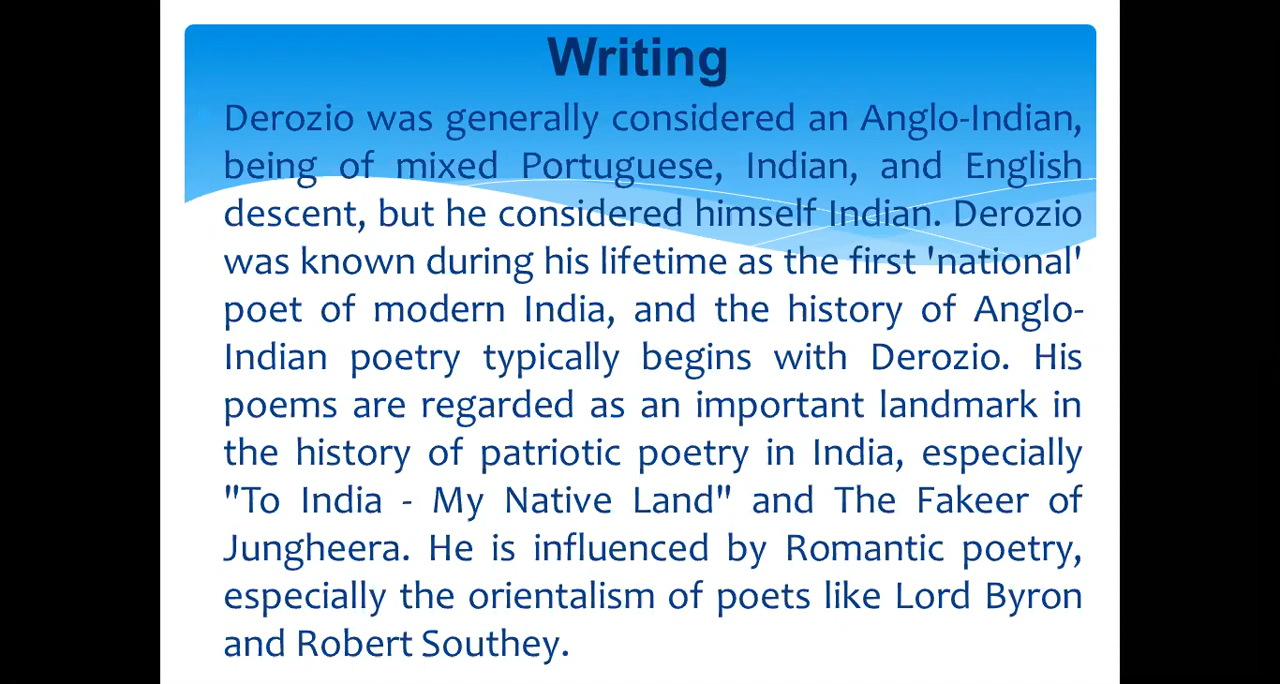 Writing
Derozio was generally considered an Anglo-Indian,
being of mixed Portuguese, Indian, and English
descent, but he considered himself Indian. Derozio
was known during his lifetime as the first 'national'
poet of modern India, and the history of Anglo-
Indian poetry typically begins with Derozio. His
poems are regarded as an important landmark in
the history of patriotic poetry in India, especially
"To India - My Native Land" and The Fakeer of
Jungheera. He is influenced by Romantic poetry,
especially the orientalism of poets like Lord Byron
and Robert Southey.